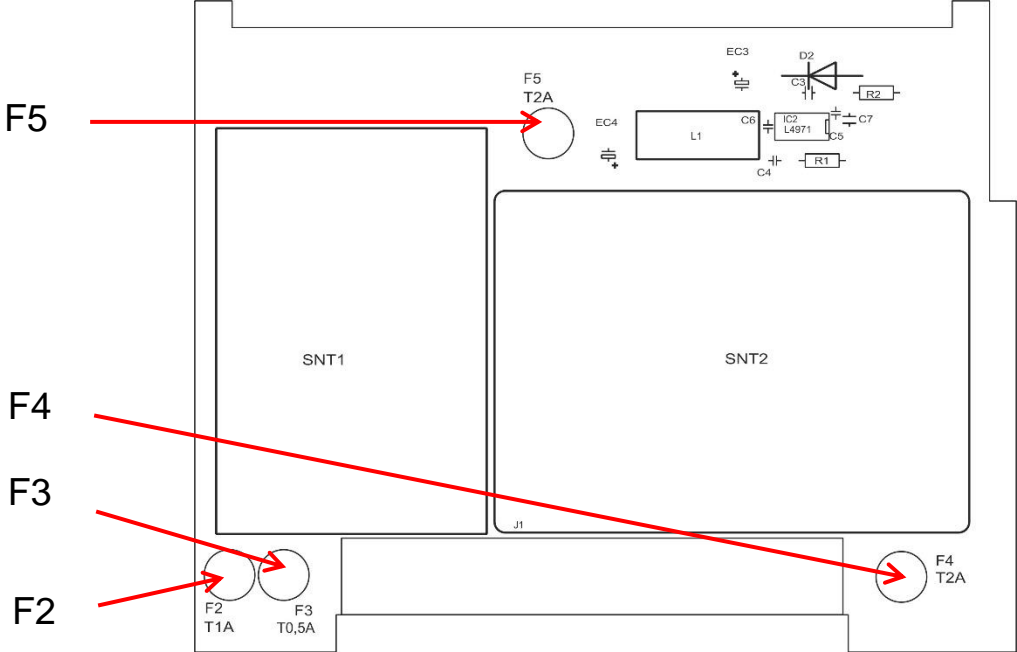 EC3
D2
F5
T2A
C3
R2
F5
EC4
L1
C6
IC2
L4971
C5
C7
C4
R1
SNT1
SNT2
F4
F3
J1
F4
T2A
F2
T1A
F3
T0,5A
F2